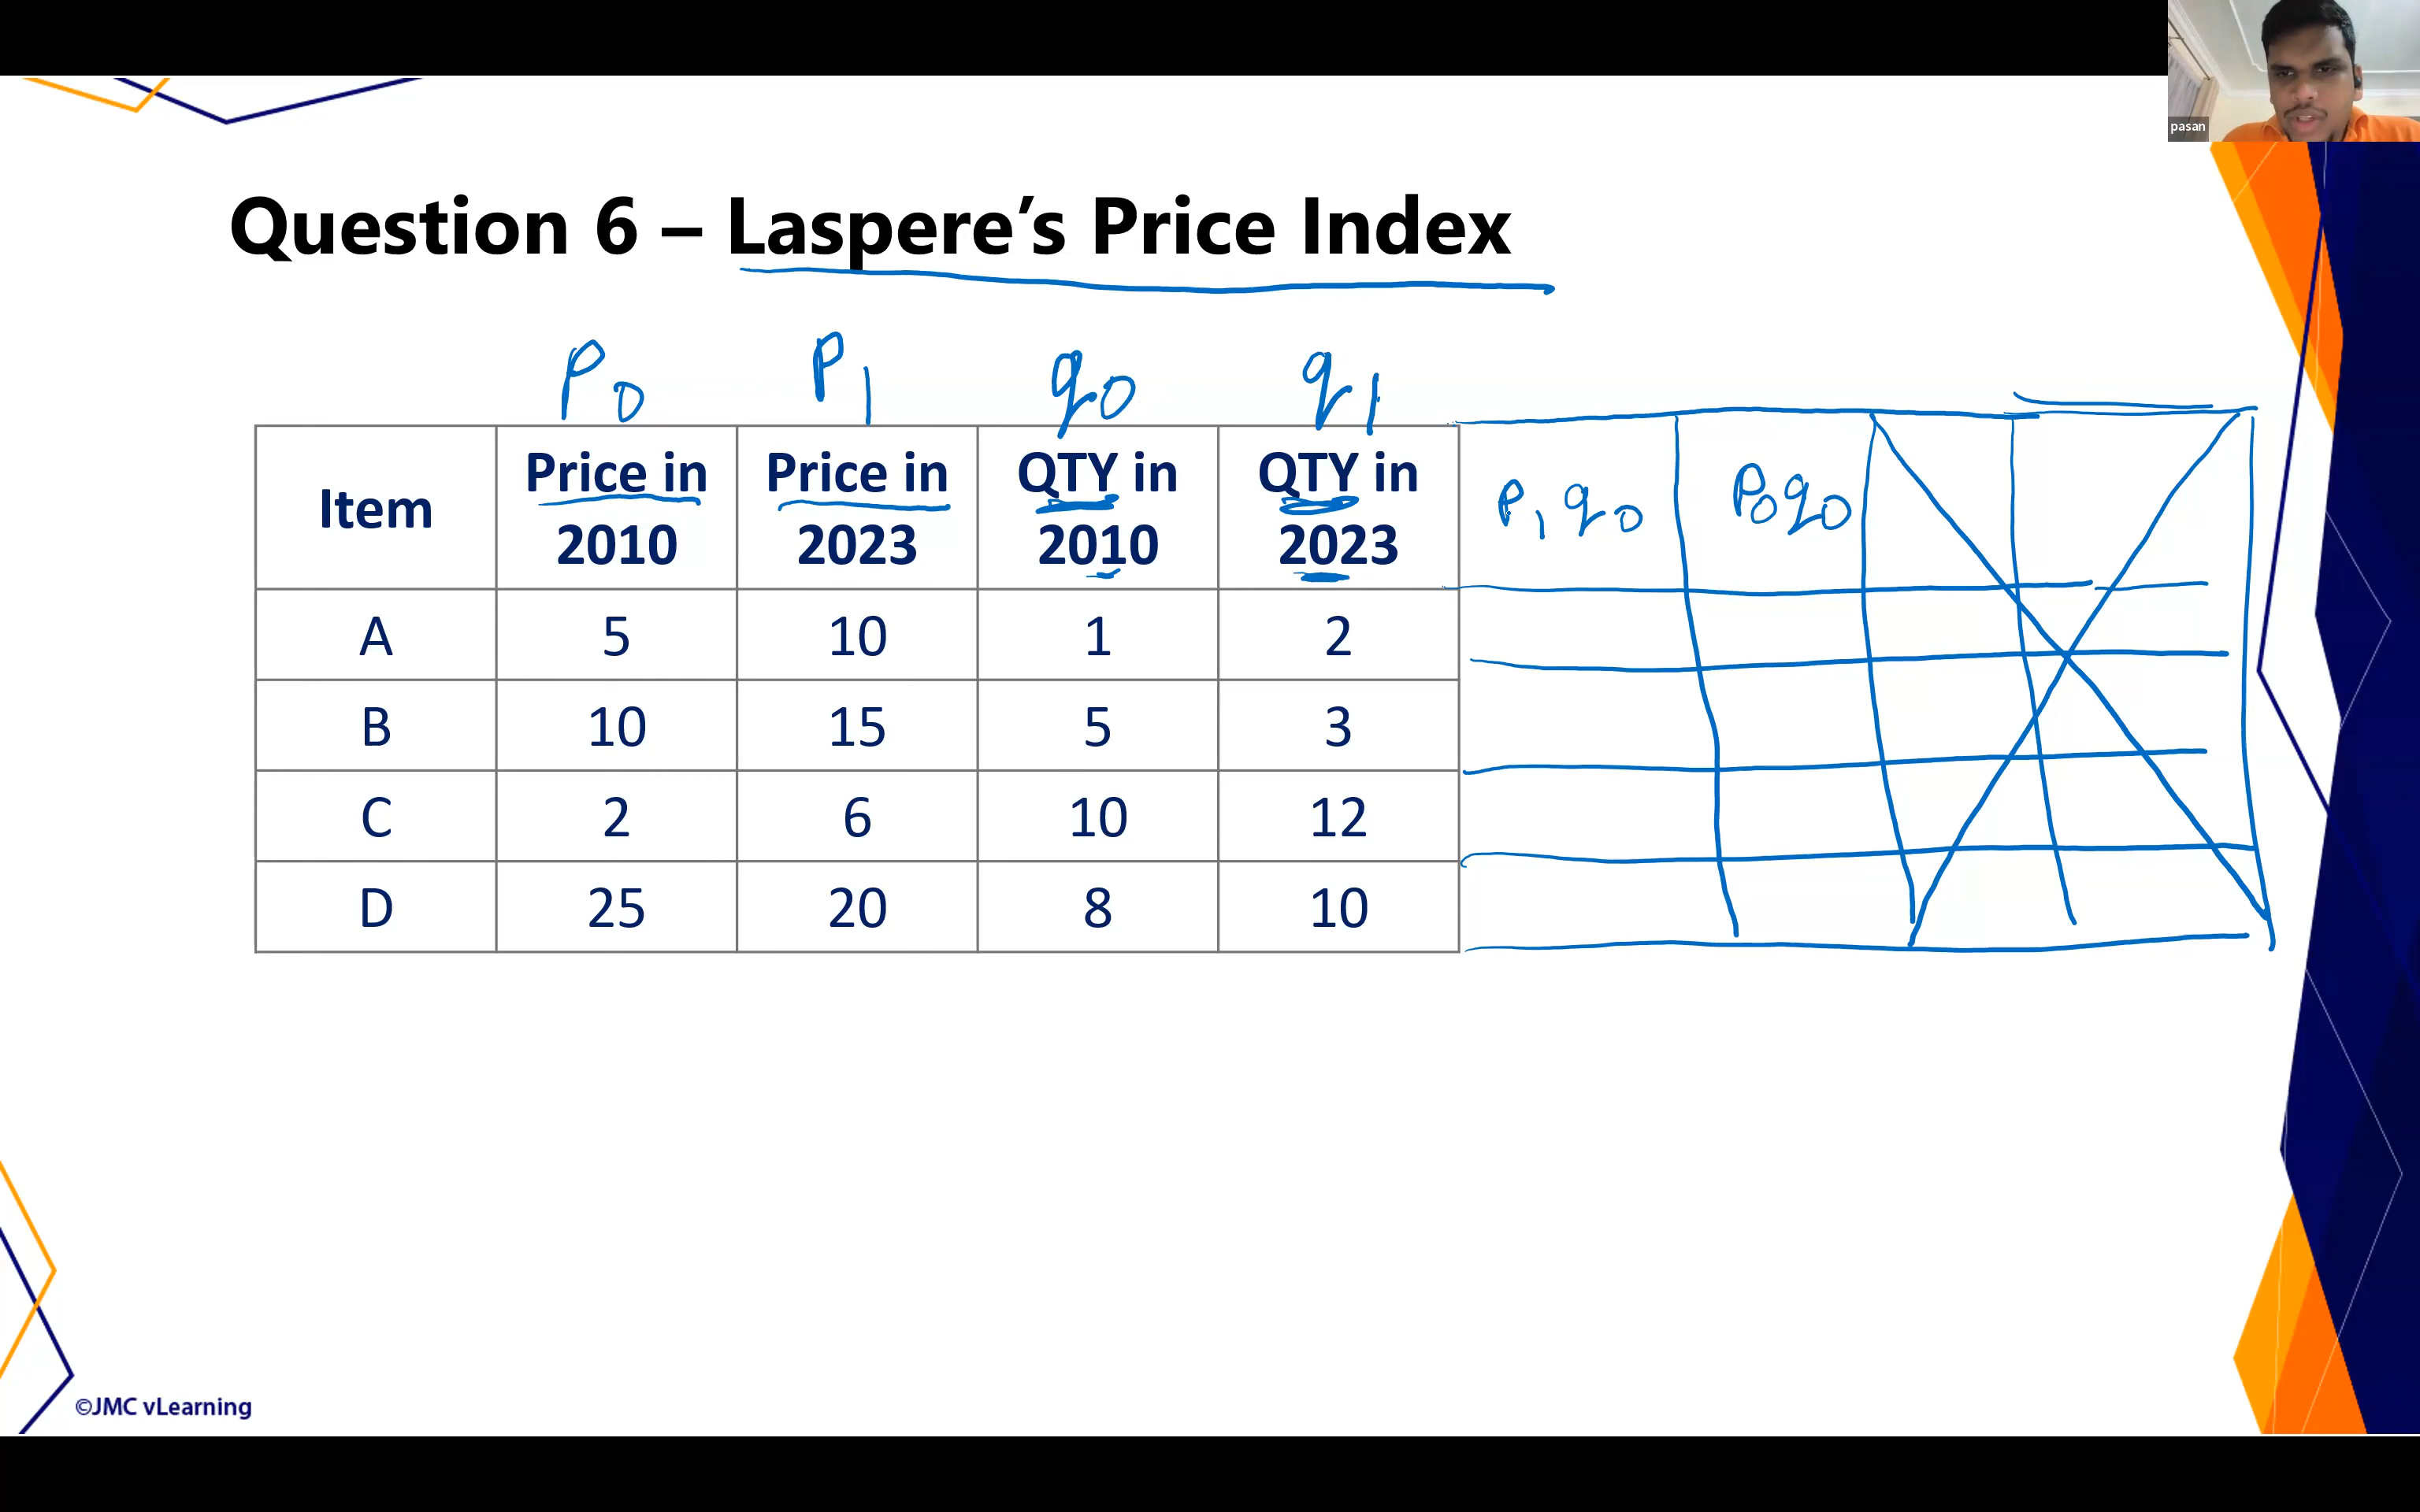 pasan
Question 6 – Laspere’s Price Index
P0 P1 q0 q1
Item Price in 2010 Price in 2023 QTY in 2010 QTY in 2023 P1q0 P0q0
A 5 10 1 2
B 10 15 5 3
C 2 6 10 12
D 25 20 8 10
©JMC vLearning